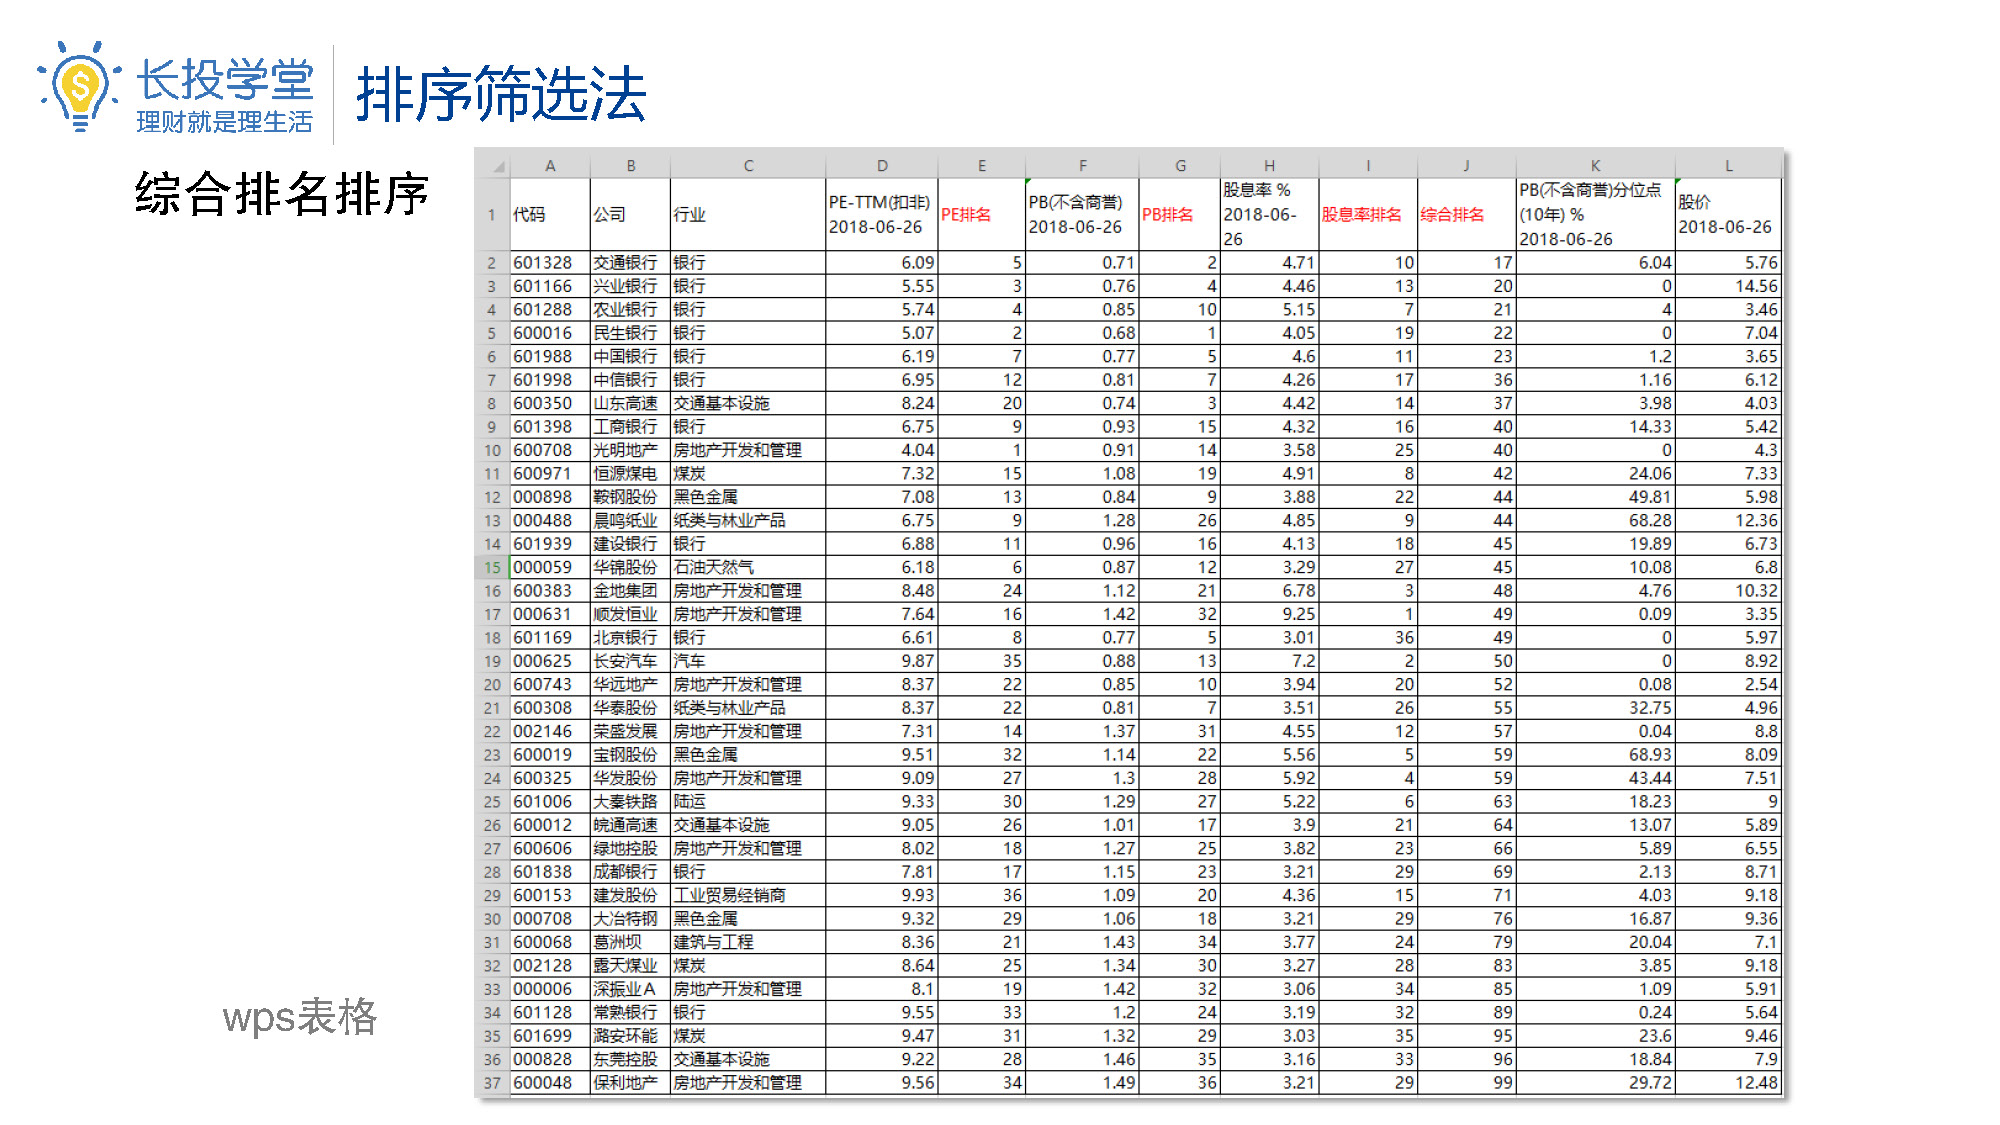 长投学堂
理财就是理生活
排序筛选法
综合排名排序
A B C D E F G H I J K L
1 代码 公司 行业 PE-TTM(扣非) 2018-06-26 PE排名 PB(不含商誉) 2018-06-26 PB排名 股息率 % 2018-06-26 股息率排名 综合排名 PB(不含商誉)分位点(10年) % 2018-06-26 股价 2018-06-26
2 601328 交通银行 银行 6.09 5 0.71 2 4.71 10 17 6.04 5.76
3 601166 兴业银行 银行 5.55 3 0.76 4 4.46 13 20 0 14.56
4 601288 农业银行 银行 5.74 4 0.85 10 5.15 7 21 4 3.46
5 600016 民生银行 银行 5.07 2 0.68 1 4.05 19 22 0 7.04
6 601988 中国银行 银行 6.19 7 0.77 5 4.6 11 23 1.2 3.65
7 601998 中信银行 银行 6.95 12 0.81 7 4.26 17 36 1.16 6.12
8 600350 山东高速 交通基本设施 8.24 20 0.74 3 4.42 14 37 3.98 4.03
9 601398 工商银行 银行 6.75 9 0.93 15 4.32 16 40 14.33 5.42
10 600708 光明地产 房地产开发和管理 4.04 1 0.91 14 3.58 25 40 0 4.3
11 600971 恒源煤电 煤炭 7.32 15 1.08 19 4.91 8 42 24.06 7.33
12 000898 鞍钢股份 黑色金属 7.08 13 0.84 9 3.88 22 44 49.81 5.98
13 000488 晨鸣纸业 纸类与林业产品 6.75 9 1.28 26 4.85 9 44 68.28 12.36
14 601939 建设银行 银行 6.88 11 0.96 16 4.13 18 45 19.89 6.73
15 000059 华锦股份 石油天然气 6.18 6 0.87 12 3.29 27 45 10.08 6.8
16 600383 金地集团 房地产开发和管理 8.48 24 1.12 21 6.78 3 48 4.76 10.32
17 000631 顺发恒业 房地产开发和管理 7.64 16 1.42 32 9.25 1 49 0.09 3.35
18 601169 北京银行 银行 6.61 8 0.77 5 3.01 36 49 0 5.97
19 000625 长安汽车 汽车 9.87 35 0.88 13 7.2 2 50 0 8.92
20 600743 华远地产 房地产开发和管理 8.37 22 0.85 10 3.94 20 52 0.08 2.54
21 600308 华泰股份 纸类与林业产品 8.37 22 0.81 7 3.51 26 55 32.75 4.96
22 002146 荣盛发展 房地产开发和管理 7.31 14 1.37 31 4.55 12 57 0.04 8.8
23 600019 宝钢股份 黑色金属 9.51 32 1.14 22 5.56 5 59 68.93 8.09
24 600325 华发股份 房地产开发和管理 9.09 27 1.3 28 5.92 4 59 43.44 7.51
25 601006 大秦铁路 陆运 9.33 30 1.29 27 5.22 6 63 18.23 9
26 600012 皖通高速 交通基本设施 9.05 26 1.01 17 3.9 21 64 13.07 5.89
27 600606 绿地控股 房地产开发和管理 8.02 18 1.27 25 3.82 23 66 5.89 6.55
28 601838 成都银行 银行 7.81 17 1.15 23 3.21 29 69 2.13 8.71
29 600153 建发股份 工业贸易经销商 9.93 36 1.09 20 4.36 15 71 4.03 9.18
30 000708 大冶特钢 黑色金属 9.32 29 1.06 18 3.21 29 76 16.87 9.36
31 600068 葛洲坝 建筑与工程 8.36 21 1.43 34 3.77 24 79 20.04 7.1
32 002128 露天煤业 煤炭 8.64 25 1.34 30 3.27 28 83 3.85 9.18
33 000006 深振业A 房地产开发和管理 8.1 19 1.42 32 3.06 34 85 1.09 5.91
34 601128 常熟银行 银行 9.55 33 1.2 24 3.19 32 89 0.24 5.64
35 601699 潞安环能 煤炭 9.47 31 1.32 29 3.03 35 95 23.6 9.46
36 000828 东莞控股 交通基本设施 9.22 28 1.46 35 3.16 33 96 18.84 7.9
37 600048 保利地产 房地产开发和管理 9.56 34 1.49 36 3.21 29 99 29.72 12.48
wps表格